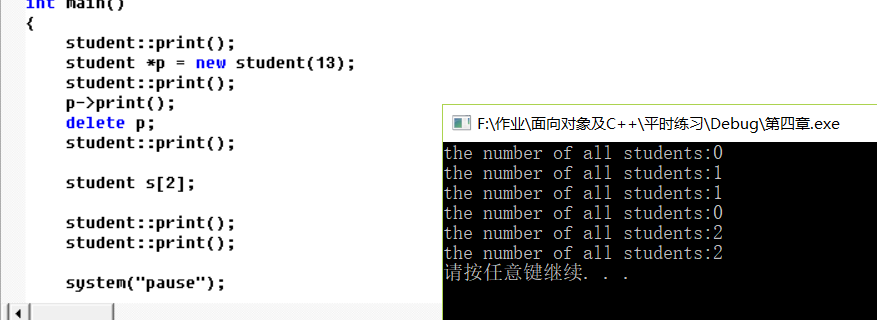 int main()
{
student::print();
student *p = new student(13);
student::print();
p->print();
delete p;
student::print();
student s[2];
student::print();
student::print();
system("pause");
F:\作业\面向对象及C++\平时练习\Debug\第四章.exe
the number of all students:0
the number of all students:1
the number of all students:1
the number of all students:0
the number of all students:2
the number of all students:2
请按任意键继续. . .